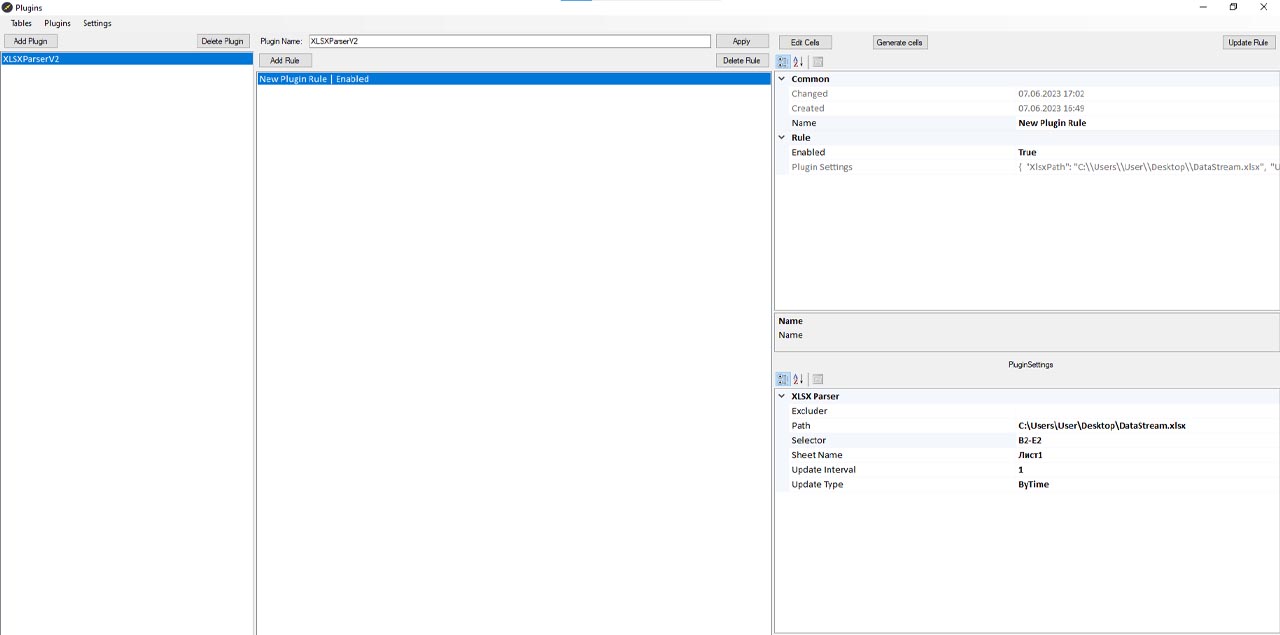 Plugins
Tables Plugins Settings
Add Plugin Delete Plugin Plugin Name: XLSXParserV2 Apply Edit Cells Generate cells Update Rule
XLSXParserV2
Add Rule Delete Rule
New Plugin Rule | Enabled
Common
Changed 07.06.2023 17:02
Created 07.06.2023 16:49
Name New Plugin Rule
Rule
Enabled True
Plugin Settings { "XlsxPath": "C:\\Users\\User\\Desktop\\DataStream.xlsx", "U
Name
Name
PluginSettings
XLSX Parser
Excluder
Path C:\Users\User\Desktop\DataStream.xlsx
Selector B2-E2
Sheet Name Лист1
Update Interval 1
Update Type ByTime